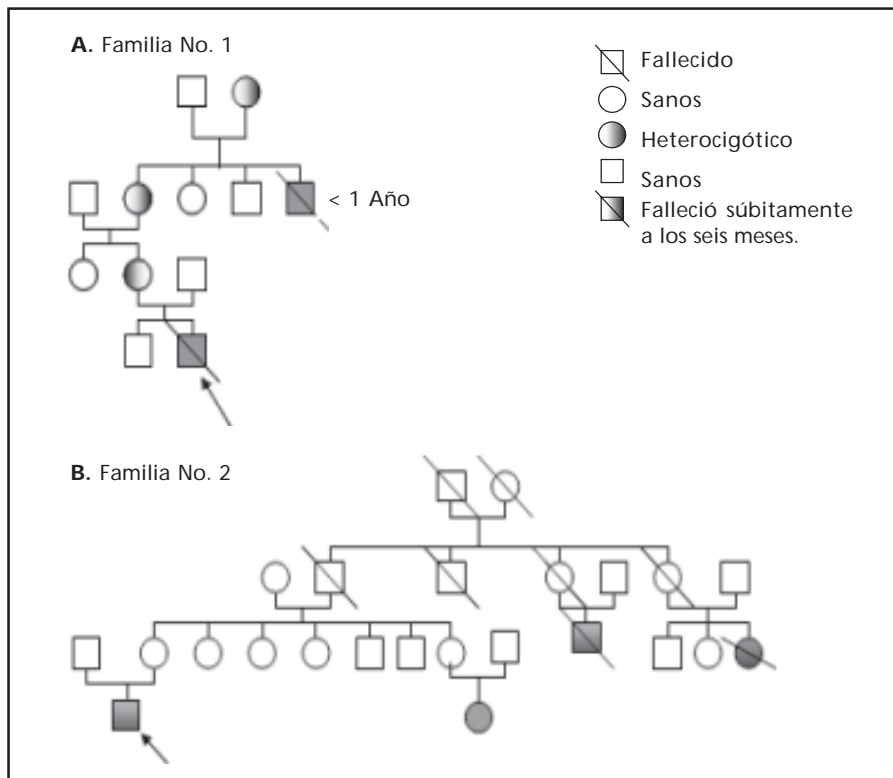 A. Familia No. 1
Fallecido
Sanos
Heterocigótico
Sanos
Falleció súbitamente
a los seis meses.
< 1 Año
B. Familia No. 2